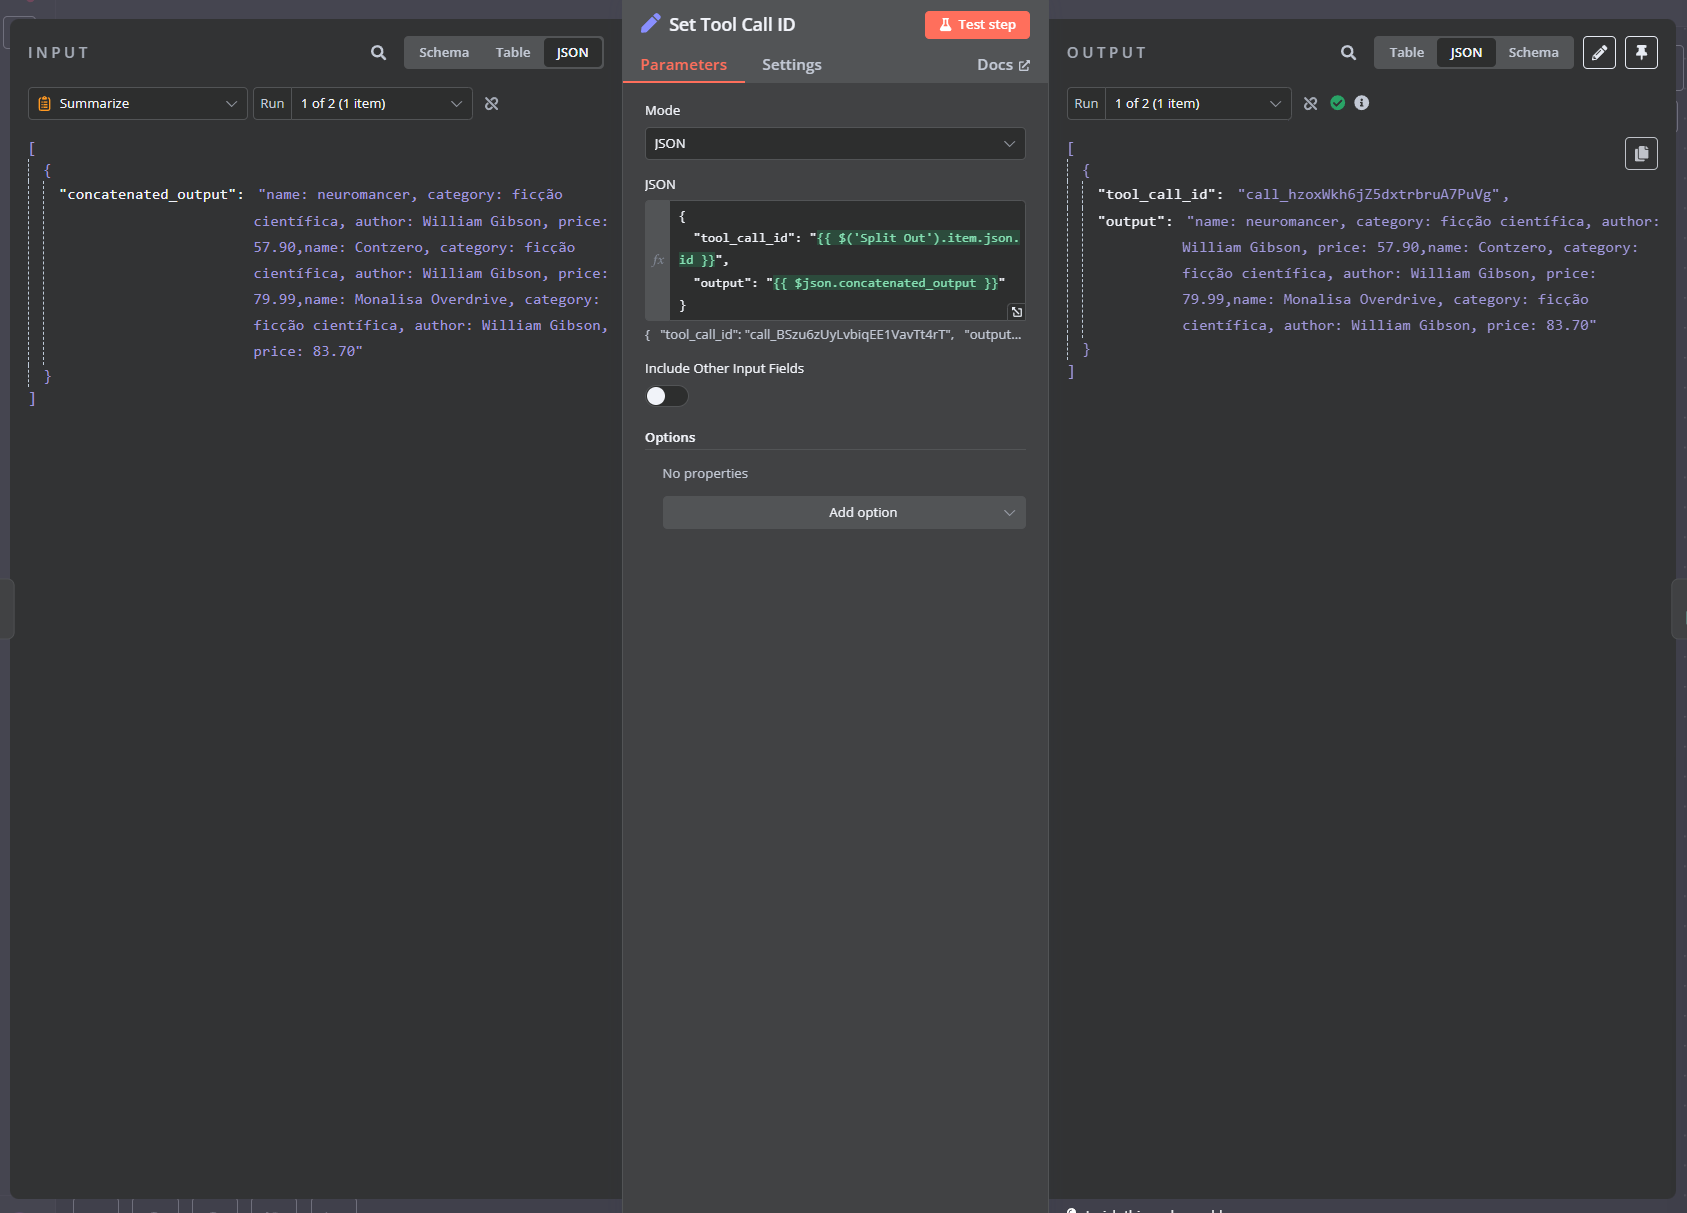 INPUT
Schema
Table
JSON
Summarize
Run
1 of 2 (1 item)
[
{
"concatenated_output": "name: neuromancer, category: ficção
científica, author: William Gibson, price:
57.90,name: Contzero, category: ficção
científica, author: William Gibson, price:
79.99,name: Monalisa Overdrive, category:
ficção científica, author: William Gibson,
price: 83.70"
}
]
Set Tool Call ID
Test step
Parameters
Settings
Docs
Mode
JSON
JSON
fx
{
"tool_call_id": "{{ $('Split Out').item.json.
id }}",
"output": "{{ $json.concatenated_output }}"
}
{ "tool_call_id": "call_BSzu6zUyLvbiqEE1VavTt4rT", "output...
Include Other Input Fields
Options
No properties
Add option
OUTPUT
Table
JSON
Schema
Run
1 of 2 (1 item)
[
{
"tool_call_id": "call_hzoxWkh6jZ5dxtrbruA7PuVg",
"output": "name: neuromancer, category: ficção científica, author:
William Gibson, price: 57.90,name: Contzero, category:
ficção científica, author: William Gibson, price:
79.99,name: Monalisa Overdrive, category: ficção
científica, author: William Gibson, price: 83.70"
}
]